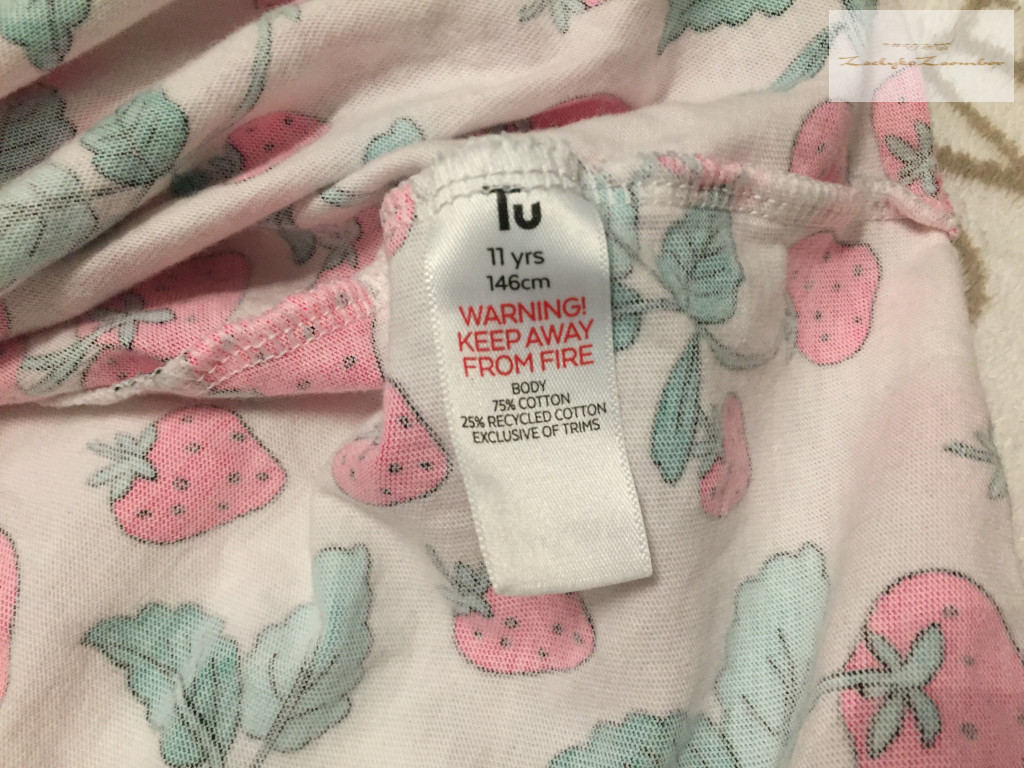 Tu
11 yrs
146cm
WARNING!
KEEP AWAY
FROM FIRE
BODY
75% COTTON
25% RECYCLED COTTON
EXCLUSIVE OF TRIMS